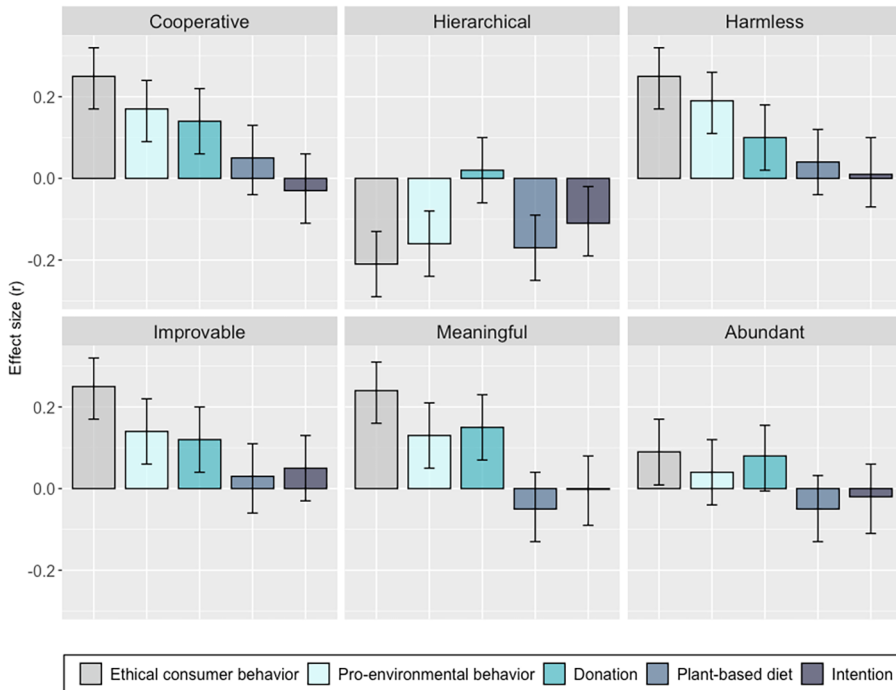 Cooperative Hierarchical Harmless
0.2
0.0
-0.2
Effect size (r)
Improvable Meaningful Abundant
0.2
0.0
-0.2
Ethical consumer behavior Pro-environmental behavior Donation Plant-based diet Intention